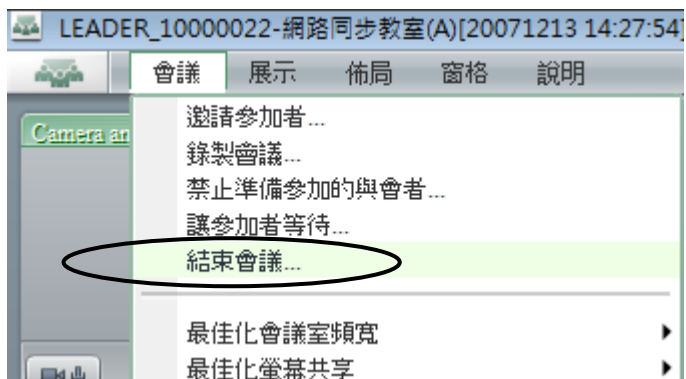 LEADER_10000022-網路同步教室(A)[20071213 14:27:54]
會議 展示 佈局 窗格 說明
Camera an
邀請參加者...
錄製會議...
禁止準備參加的與會者...
讓參加者等待...
結束會議...
最佳化會議室頻寬
最佳化螢幕共享